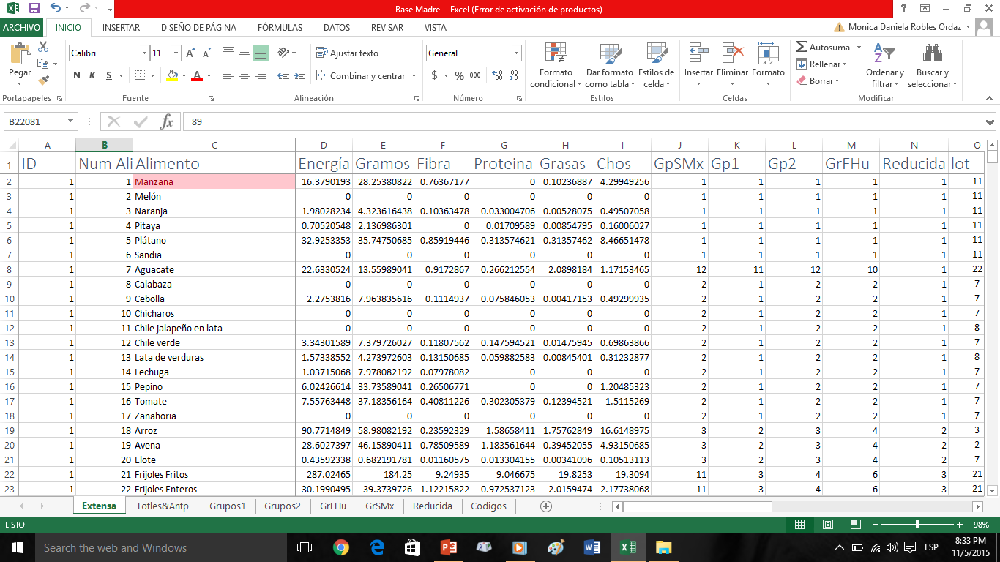 Base Madre - Excel (Error de activación de productos)
ARCHIVO INICIO INSERTAR DISEÑO DE PÁGINA FÓRMULAS DATOS REVISAR VISTA Monica Daniela Robles Ordaz
Pegar Calibri 11 Ajustar texto General Formato condicional Dar formato como tabla Estilos de celda Insertar Eliminar Formato Autosuma Rellenar Borrar Ordenar y filtrar Buscar y seleccionar
N K S Combinar y centrar $ % 000
Portapapeles Fuente Alineación Número Estilos Celdas Modificar
B22081 fx 89
A B C D E F G H I J K L M N O
1 ID Num Ali Alimento Energía Gramos Fibra Proteina Grasas Chos GpSMx Gp1 Gp2 GrFHu Reducida lot
2 1 1 Manzana 16.3790193 28.25380822 0.76367177 0 0.10236887 4.29949256 1 1 1 1 1 11
3 1 2 Melón 0 0 0 0 0 0 1 1 1 1 1 11
4 1 3 Naranja 1.98028234 4.323616438 0.10363478 0.033004706 0.00528075 0.49507058 1 1 1 1 1 11
5 1 4 Pitaya 0.70520548 2.136986301 0 0.01709589 0.00854795 0.16006027 1 1 1 1 1 11
6 1 5 Plátano 32.9253353 35.74750685 0.85919446 0.313574621 0.31357462 8.46651478 1 1 1 1 1 11
7 1 6 Sandia 0 0 0 0 0 0 1 1 1 1 1 11
8 1 7 Aguacate 22.6330524 13.55989041 0.9172867 0.266212554 2.0898184 1.17153465 12 11 12 10 1 22
9 1 8 Calabaza 0 0 0 0 0 0 2 1 2 2 1 7
10 1 9 Cebolla 2.2753816 7.963835616 0.1114937 0.075846053 0.00417153 0.49299935 2 1 2 2 1 7
11 1 10 Chicharos 0 0 0 0 0 0 2 1 2 2 1 7
12 1 11 Chile jalapeño en lata 0 0 0 0 0 0 2 1 2 2 1 8
13 1 12 Chile verde 3.34301589 7.379726027 0.11807562 0.147594521 0.01475945 0.69863866 2 1 2 2 1 7
14 1 13 Lata de verduras 1.57338552 4.273972603 0.13150685 0.059882583 0.00845401 0.31232877 2 1 2 2 1 8
15 1 14 Lechuga 1.03715068 7.978082192 0.07978082 0 0 0 2 1 2 2 1 7
16 1 15 Pepino 6.02426614 33.73589041 0.26506771 0 0 1.20485323 2 1 2 2 1 7
17 1 16 Tomate 7.55763448 37.18356164 0.40811226 0.302305379 0.12394521 1.5115269 2 1 2 2 1 7
18 1 17 Zanahoria 0 0 0 0 0 0 2 1 2 2 1 7
19 1 18 Arroz 90.7714849 58.98082192 0.23592329 1.58658411 1.75762849 16.6148975 3 2 3 4 2 3
20 1 19 Avena 28.6027397 46.15890411 0.78509589 1.183561644 0.39452055 4.93150685 3 2 3 4 2 2
21 1 20 Elote 0.43592338 0.682191781 0.01160575 0.013304155 0.00341096 0.10513113 3 2 3 4 2 7
22 1 21 Frijoles Fritos 287.02465 184.25 9.24935 9.046675 19.8253 19.3094 11 3 4 6 3 21
23 1 22 Frijoles Enteros 30.1990495 39.3739726 1.12215822 0.972537123 2.0159474 2.17738068 11 3 4 6 3 21
Extensa Totles&Antp Grupos1 Grupos2 GrFHu GrSMx Reducida Codigos
LISTO 98%
Search the web and Windows ESP 8:33 PM
11/5/2015